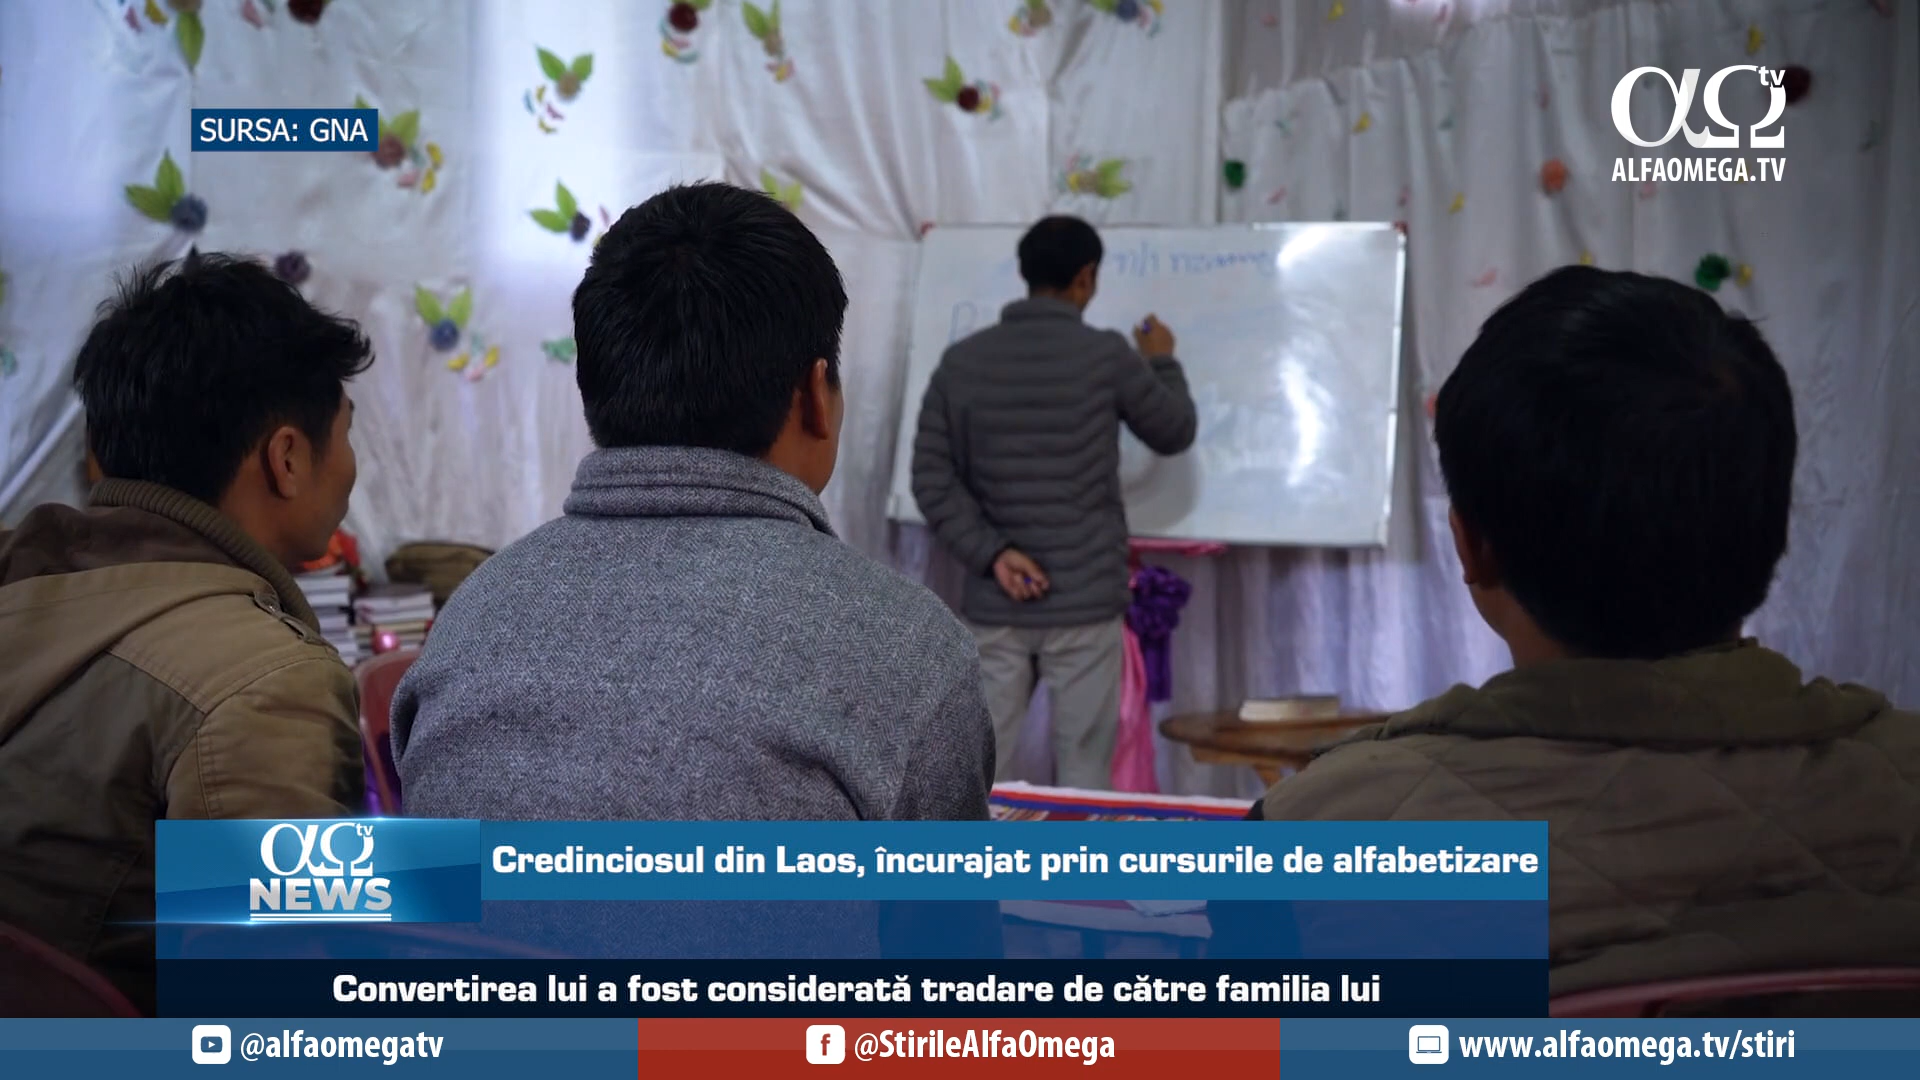 SURSA: GNA
αΩ tv
ALFAOMEGA.TV
αΩ tv
NEWS
Credinciosul din Laos, încurajat prin cursurile de alfabetizare
Convertirea lui a fost considerată tradare de către familia lui
@alfaomegatv
@StirileAlfaOmega
www.alfaomega.tv/stiri